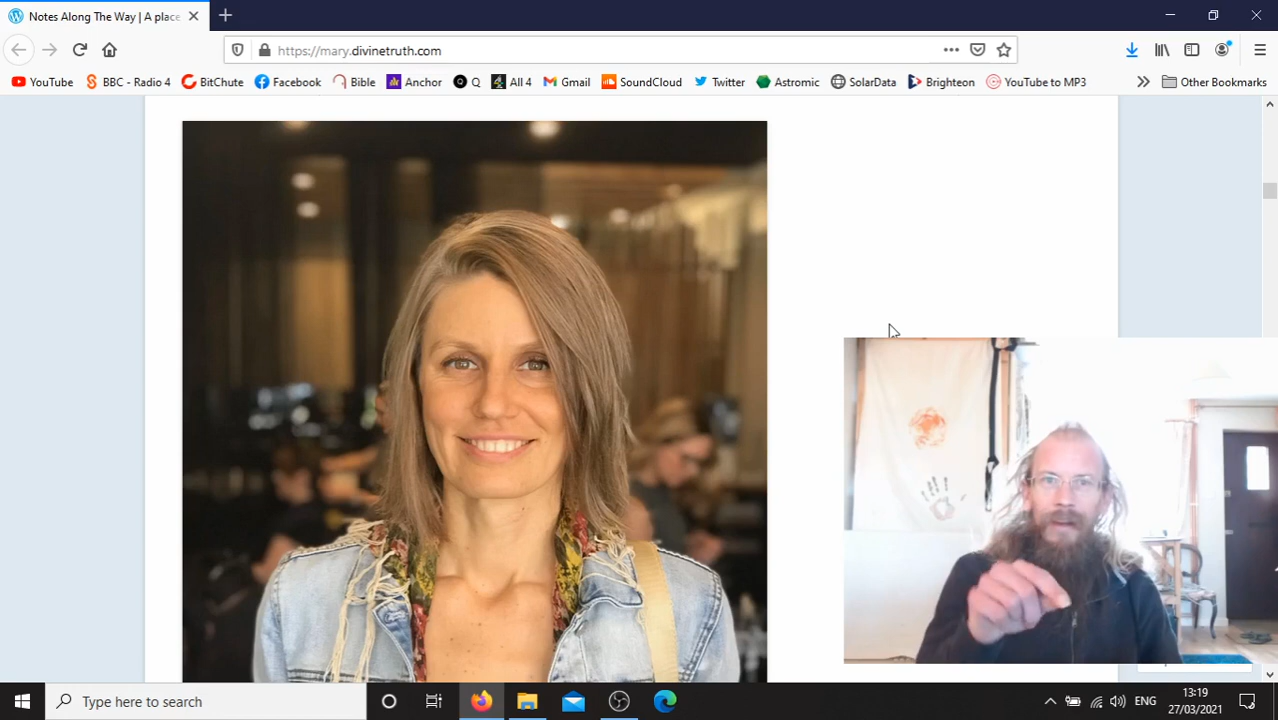 Notes Along The Way | A place
https://mary.divinetruth.com
YouTube BBC - Radio 4 BitChute Facebook Bible Anchor Q All 4 Gmail SoundCloud Twitter Astromic SolarData Brighteon YouTube to MP3 Other Bookmarks
Type here to search
ENG
13:19
27/03/2021